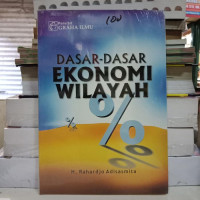 GRAHA ILMU
DASAR-DASAR
EKONOMI
WILAYAH
%
%
H. Rahardjo Adisasmita